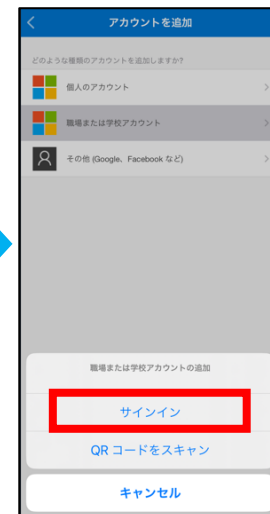 アカウントを追加
どのような種類のアカウントを追加しますか?
個人のアカウント
職場または学校アカウント
その他 (Google、Facebook など)
職場または学校アカウントの追加
サインイン
QR コードをスキャン
キャンセル